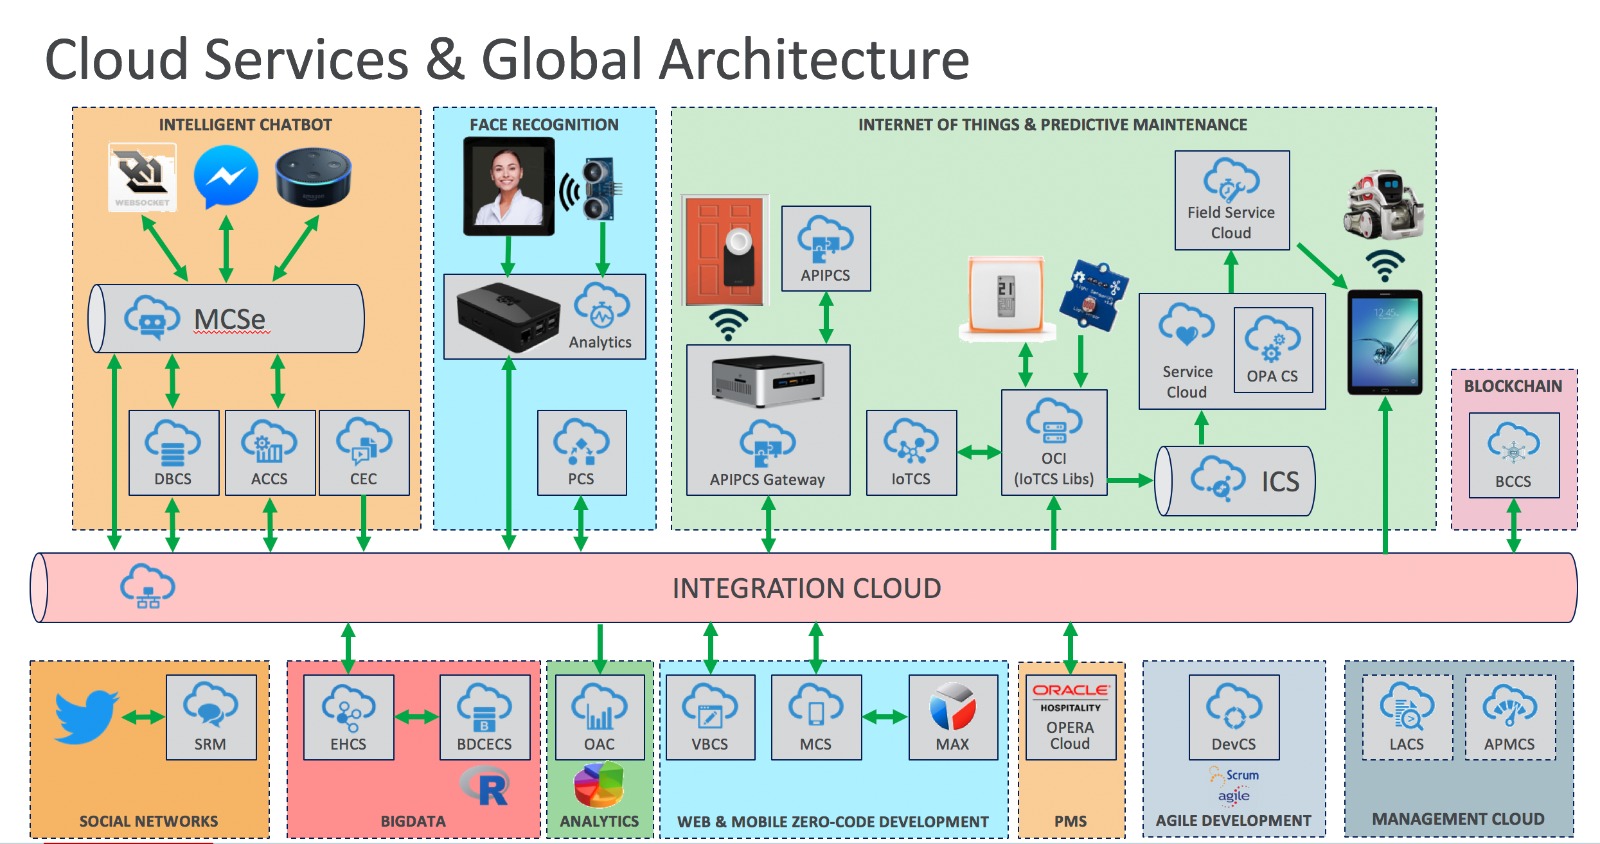 Cloud Services & Global Architecture
INTELLIGENT CHATBOT
FACE RECOGNITION
INTERNET OF THINGS & PREDICTIVE MAINTENANCE
WEBSOCKET
amazon
Field Service
Cloud
APIPCS
21
MCSe
Analytics
Service
Cloud
OPA CS
12:45
BLOCKCHAIN
DBCS
ACCS
CEC
PCS
APIPCS Gateway
IoTCS
OCI
(IoTCS Libs)
ICS
BCCS
INTEGRATION CLOUD
SRM
EHCS
BDCECS
B
OAC
VBCS
MCS
MAX
ORACLE
HOSPITALITY
OPERA
Cloud
DevCS
LACS
APMCS
R
Scrum
agile
SOCIAL NETWORKS
BIGDATA
ANALYTICS
WEB & MOBILE ZERO-CODE DEVELOPMENT
PMS
AGILE DEVELOPMENT
MANAGEMENT CLOUD